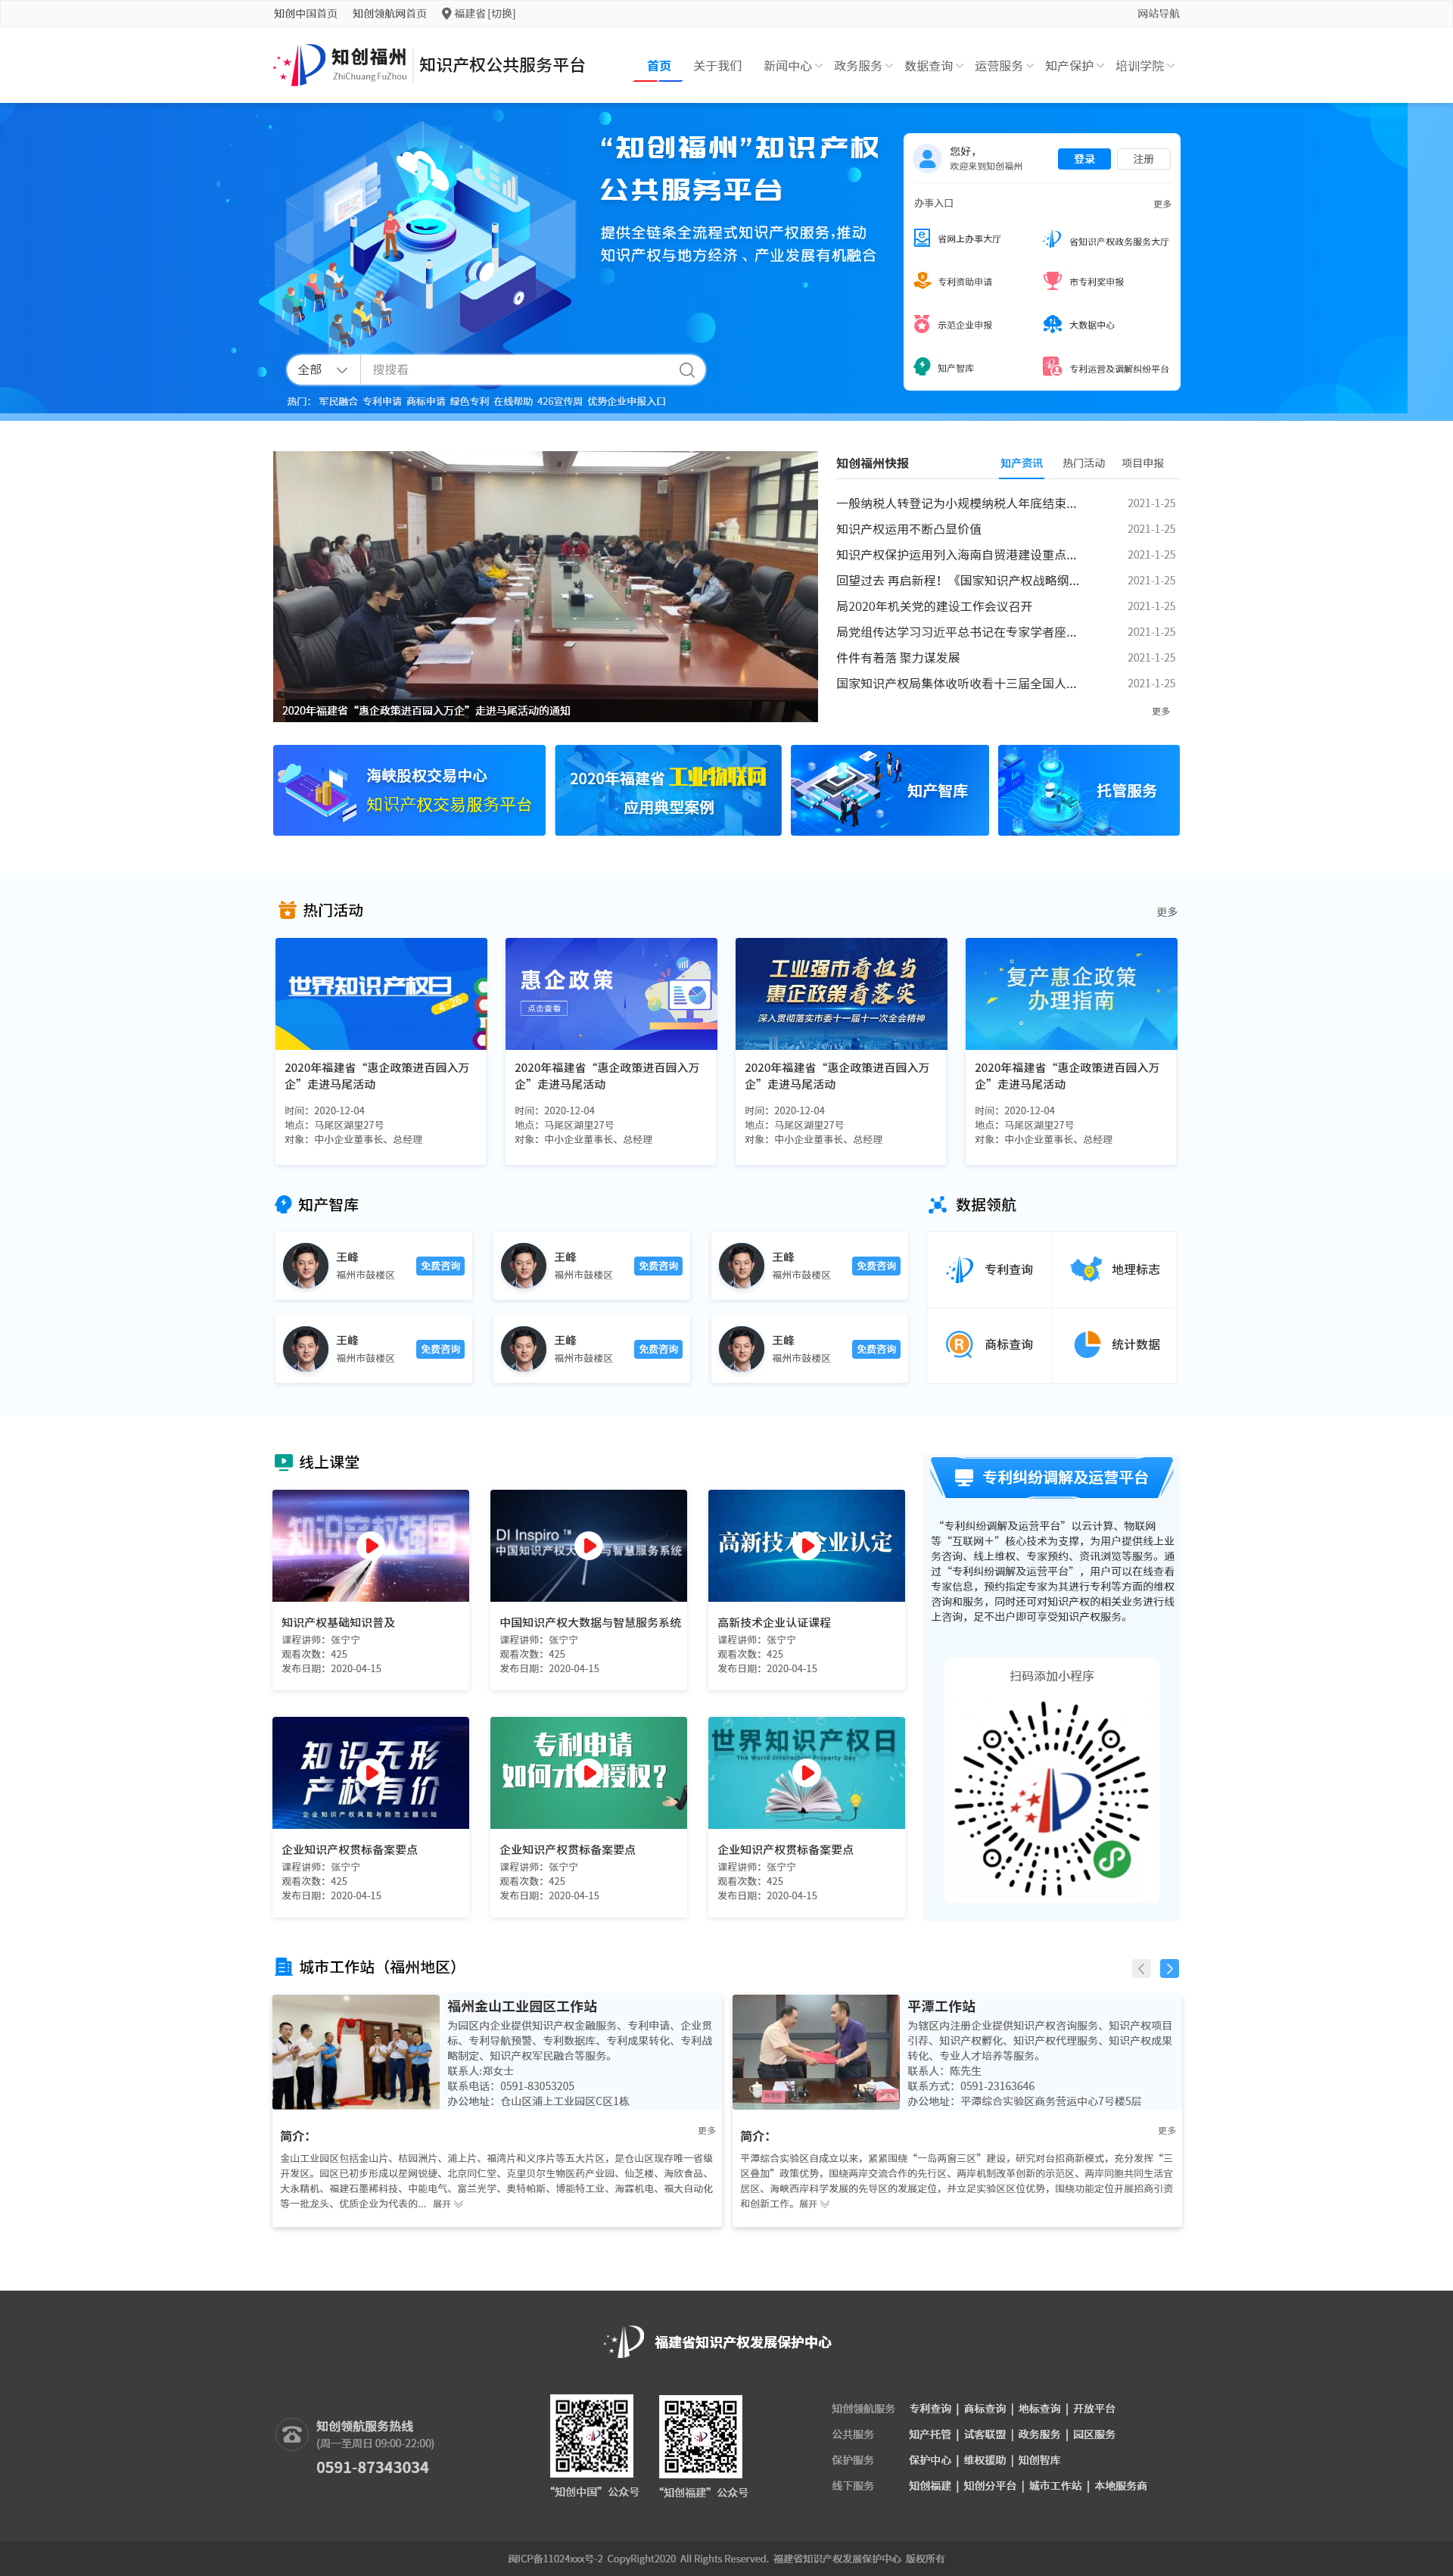 知创中国首页 知创领航网首页 福建省 [切换] 网站导航
知创福州 ZhiChuang FuZhou 知识产权公共服务平台
首页 关于我们 新闻中心 政务服务 数据查询 运营服务 知产保护 培训学院
“知创福州”知识产权
公共服务平台
提供全链条全流程式知识产权服务,推动
知识产权与地方经济、产业发展有机融合
全部 搜搜看
热门： 军民融合 专利申请 商标申请 绿色专利 在线帮助 426宣传周 优势企业申报入口
您好，
欢迎来到知创福州
登录 注册
办事入口 更多
省网上办事大厅 省知识产权政务服务大厅
专利资助申请 市专利奖申报
示范企业申报 大数据中心
知产智库 专利运营及调解纠纷平台
2020年福建省“惠企政策进百园入万企”走进马尾活动的通知
知创福州快报 知产资讯 热门活动 项目申报
一般纳税人转登记为小规模纳税人年底结束... 2021-1-25
知识产权运用不断凸显价值 2021-1-25
知识产权保护运用列入海南自贸港建设重点... 2021-1-25
回望过去 再启新程！《国家知识产权战略纲... 2021-1-25
局2020年机关党的建设工作会议召开 2021-1-25
局党组传达学习习近平总书记在专家学者座... 2021-1-25
件件有着落 聚力谋发展 2021-1-25
国家知识产权局集体收听收看十三届全国人... 2021-1-25
更多
海峡股权交易中心
知识产权交易服务平台
2020年福建省 工业物联网
应用典型案例
知产智库
托管服务
热门活动 更多
世界知识产权日
4·26
惠企政策
点击查看
工业强市看担当
惠企政策看落实
深入贯彻落实市委十一届十一次全会精神
复产惠企政策
办理指南
2020年福建省“惠企政策进百园入万
企”走进马尾活动
时间：2020-12-04
地点：马尾区湖里27号
对象：中小企业董事长、总经理
2020年福建省“惠企政策进百园入万
企”走进马尾活动
时间：2020-12-04
地点：马尾区湖里27号
对象：中小企业董事长、总经理
2020年福建省“惠企政策进百园入万
企”走进马尾活动
时间：2020-12-04
地点：马尾区湖里27号
对象：中小企业董事长、总经理
2020年福建省“惠企政策进百园入万
企”走进马尾活动
时间：2020-12-04
地点：马尾区湖里27号
对象：中小企业董事长、总经理
知产智库
王峰 福州市鼓楼区 免费咨询
王峰 福州市鼓楼区 免费咨询
王峰 福州市鼓楼区 免费咨询
王峰 福州市鼓楼区 免费咨询
王峰 福州市鼓楼区 免费咨询
王峰 福州市鼓楼区 免费咨询
数据领航
专利查询 地理标志
R 商标查询 统计数据
线上课堂
知识产权强国
知识产权基础知识普及
课程讲师：张宁宁
观看次数：425
发布日期：2020-04-15
DI Inspiro ™
中国知识产权大 与智慧服务系统
中国知识产权大数据与智慧服务系统
课程讲师：张宁宁
观看次数：425
发布日期：2020-04-15
高新技术企业认定
高新技术企业认证课程
课程讲师：张宁宁
观看次数：425
发布日期：2020-04-15
知识无形
产权有价
企业知识产权风险与防范主题论坛
企业知识产权贯标备案要点
课程讲师：张宁宁
观看次数：425
发布日期：2020-04-15
专利申请
如何才 授权?
企业知识产权贯标备案要点
课程讲师：张宁宁
观看次数：425
发布日期：2020-04-15
世界知识产权日
The World Intellectual Property Day
企业知识产权贯标备案要点
课程讲师：张宁宁
观看次数：425
发布日期：2020-04-15
专利纠纷调解及运营平台
“专利纠纷调解及运营平台”以云计算、物联网
等“互联网＋”核心技术为支撑，为用户提供线上业
务咨询、线上维权、专家预约、资讯浏览等服务。通
过“专利纠纷调解及运营平台”，用户可以在线查看
专家信息，预约指定专家为其进行专利等方面的维权
咨询和服务，同时还可对知识产权的相关业务进行线
上咨询，足不出户即可享受知识产权服务。
扫码添加小程序
城市工作站（福州地区）
福州金山工业园区工作站
为园区内企业提供知识产权金融服务、专利申请、企业贯
标、专利导航预警、专利数据库、专利成果转化、专利战
略制定、知识产权军民融合等服务。
联系人:郑女士
联系电话：0591-83053205
办公地址：仓山区浦上工业园区C区1栋
更多
简介：
金山工业园区包括金山片、桔园洲片、浦上片、福湾片和义序片等五大片区，是仓山区现存唯一省级
开发区。园区已初步形成以星网锐捷、北京同仁堂、克里贝尔生物医药产业园、仙芝楼、海欣食品、
大永精机、福建石墨稀科技、中能电气、富兰光学、奥特帕斯、博能特工业、海霖机电、福大自动化
等一批龙头、优质企业为代表的... 展开
平潭工作站
为辖区内注册企业提供知识产权咨询服务、知识产权项目
引荐、知识产权孵化、知识产权代理服务、知识产权成果
转化、专业人才培养等服务。
联系人：陈先生
联系方式：0591-23163646
办公地址：平潭综合实验区商务营运中心7号楼5层
更多
简介：
平潭综合实验区自成立以来，紧紧围绕“一岛两窗三区”建设，研究对台招商新模式，充分发挥“三
区叠加”政策优势，围绕两岸交流合作的先行区、两岸机制改革创新的示范区、两岸同胞共同生活宜
居区、海峡西岸科学发展的先导区的发展定位，并立足实验区区位优势，围绕功能定位开展招商引资
和创新工作。展开
福建省知识产权发展保护中心
知创领航服务热线
(周一至周日 09:00-22:00)
0591-87343034
“知创中国”公众号 “知创福建”公众号
知创领航服务 专利查询 | 商标查询 | 地标查询 | 开放平台
公共服务 知产托管 | 试客联盟 | 政务服务 | 园区服务
保护服务 保护中心 | 维权援助 | 知创智库
线下服务 知创福建 | 知创分平台 | 城市工作站 | 本地服务商
闽ICP备11024xxx号-2 CopyRight2020 All Rights Reserved. 福建省知识产权发展保护中心 版权所有